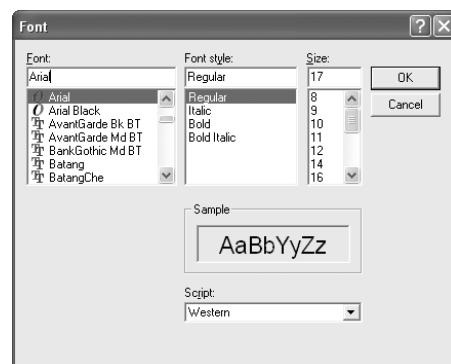 Font
Font:
Arial
Arial
Arial Black
AvantGarde Bk BT
AvantGarde Md BT
BankGothic Md BT
Batang
BatangChe
Font style:
Regular
Regular
Italic
Bold
Bold Italic
Size:
17
8
9
10
11
12
14
16
OK
Cancel
Sample
AaBbYyZz
Script:
Western